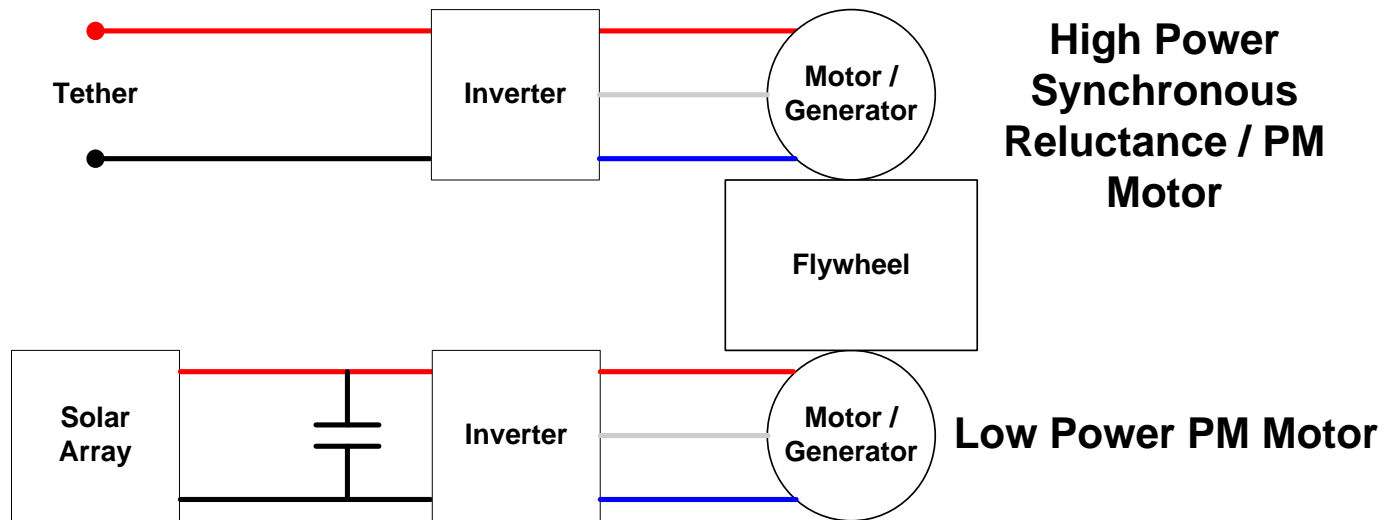 Tether
Inverter
Motor /
Generator
High Power
Synchronous
Reluctance / PM
Motor
Flywheel
Solar
Array
Inverter
Motor /
Generator
Low Power PM Motor